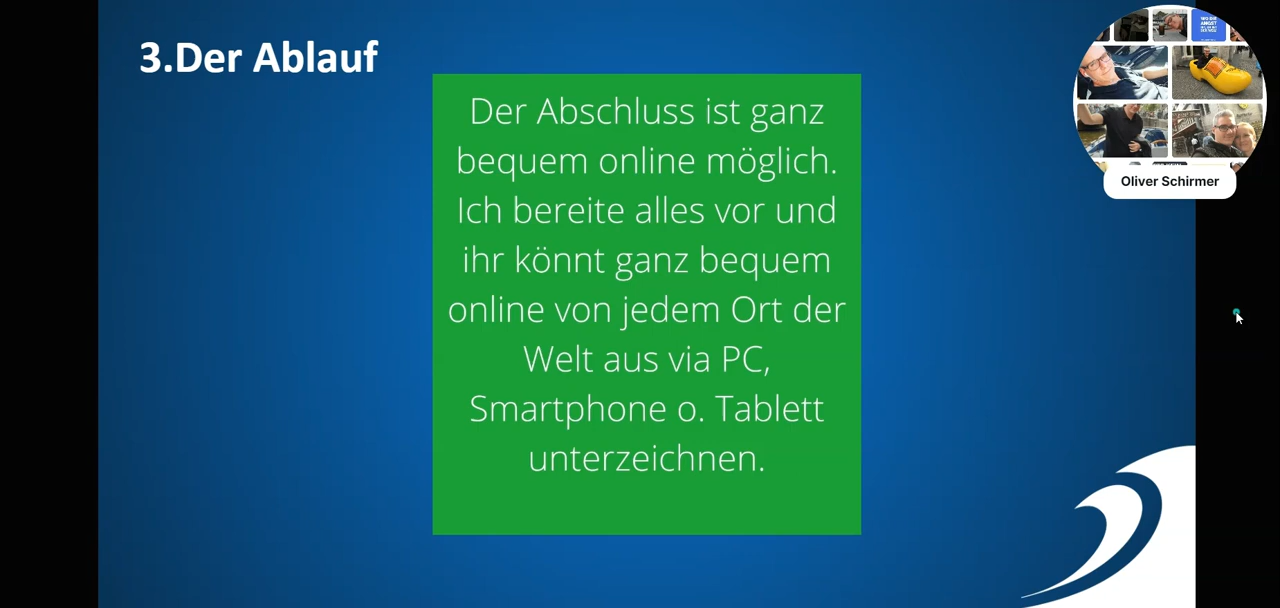 3.Der Ablauf
Der Abschluss ist ganz
bequem online möglich.
Ich bereite alles vor und
ihr könnt ganz bequem
online von jedem Ort der
Welt aus via PC,
Smartphone o. Tablett
unterzeichnen.
Oliver Schirmer